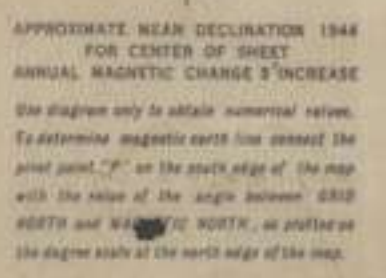 APPROXIMATE MEAN DECLINATION 1944
FOR CENTER OF SHEET
ANNUAL MAGNETIC CHANGE 3' INCREASE
Use diagram only to obtain numerical values.
To determine magnetic north line connect the
pivot point "P" on the south edge of the map
with the value of the angle between GRID
NORTH and MAGNETIC NORTH, as plotted on
the degree scale at the north edge of the map.